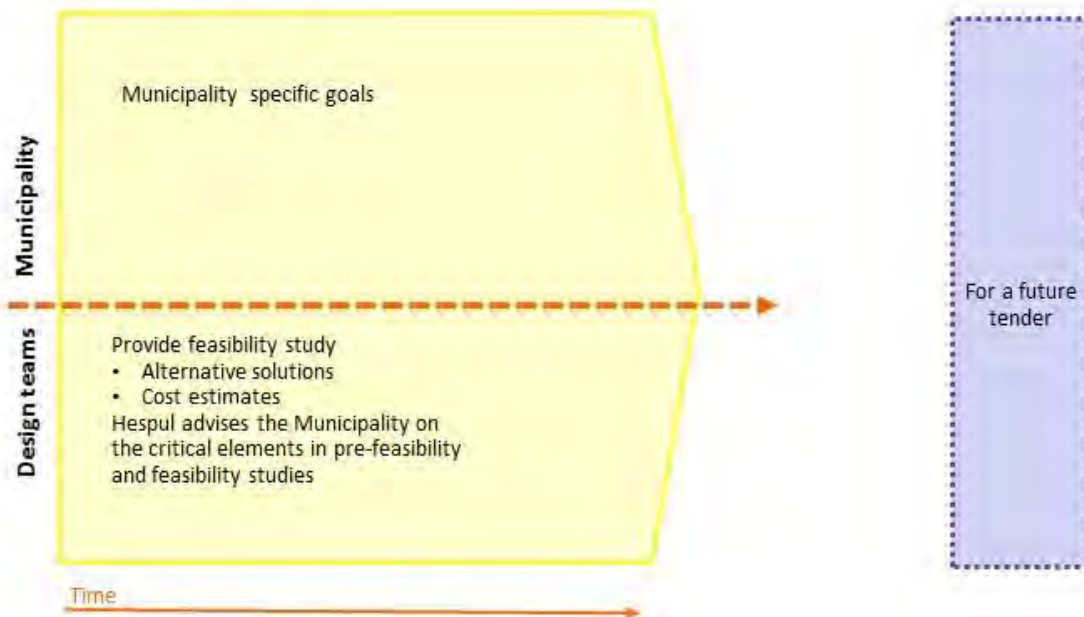 Municipality
Municipality specific goals
Design teams
Provide feasibility study
• Alternative solutions
• Cost estimates
Hespul advises the Municipality on
the critical elements in pre-feasibility
and feasibility studies
For a future
tender
Time